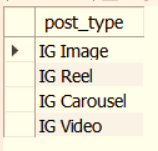 post_type
IG Image
IG Reel
IG Carousel
IG Video